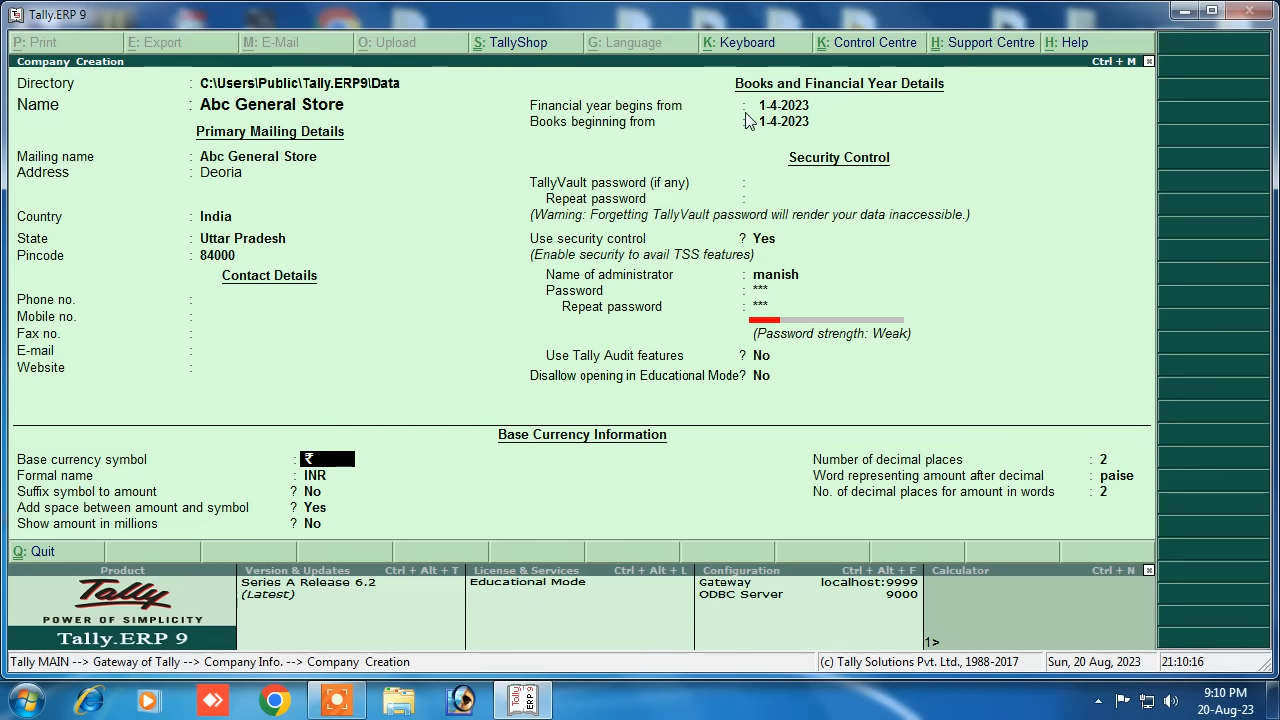 Tally.ERP 9
P: Print
E: Export
M: E-Mail
O: Upload
S: TallyShop
G: Language
K: Keyboard
K: Control Centre
H: Support Centre
H: Help
Company Creation
Ctrl + M
Directory : C:\Users\Public\Tally.ERP9\Data
Name : Abc General Store
Primary Mailing Details
Mailing name : Abc General Store
Address : Deoria
Country : India
State : Uttar Pradesh
Pincode : 84000
Contact Details
Phone no. :
Mobile no. :
Fax no. :
E-mail :
Website :
Books and Financial Year Details
Financial year begins from : 1-4-2023
Books beginning from : 1-4-2023
Security Control
TallyVault password (if any) :
Repeat password :
(Warning: Forgetting TallyVault password will render your data inaccessible.)
Use security control ? Yes
(Enable security to avail TSS features)
Name of administrator : manish
Password : ***
Repeat password : ***
(Password strength: Weak)
Use Tally Audit features ? No
Disallow opening in Educational Mode? No
Base Currency Information
Base currency symbol : ₹
Formal name : INR
Suffix symbol to amount ? No
Add space between amount and symbol ? Yes
Show amount in millions ? No
Number of decimal places : 2
Word representing amount after decimal : paise
No. of decimal places for amount in words : 2
Q: Quit
Product
Tally
POWER OF SIMPLICITY
Tally.ERP 9
Version & Updates Ctrl + Alt + T
Series A Release 6.2
(Latest)
License & Services Ctrl + Alt + L
Educational Mode
Configuration Ctrl + Alt + F
Gateway localhost:9999
ODBC Server 9000
Calculator Ctrl + N
1>
Tally MAIN --> Gateway of Tally --> Company Info. --> Company Creation
(c) Tally Solutions Pvt. Ltd., 1988-2017
Sun, 20 Aug, 2023
21:10:16
9:10 PM
20-Aug-23